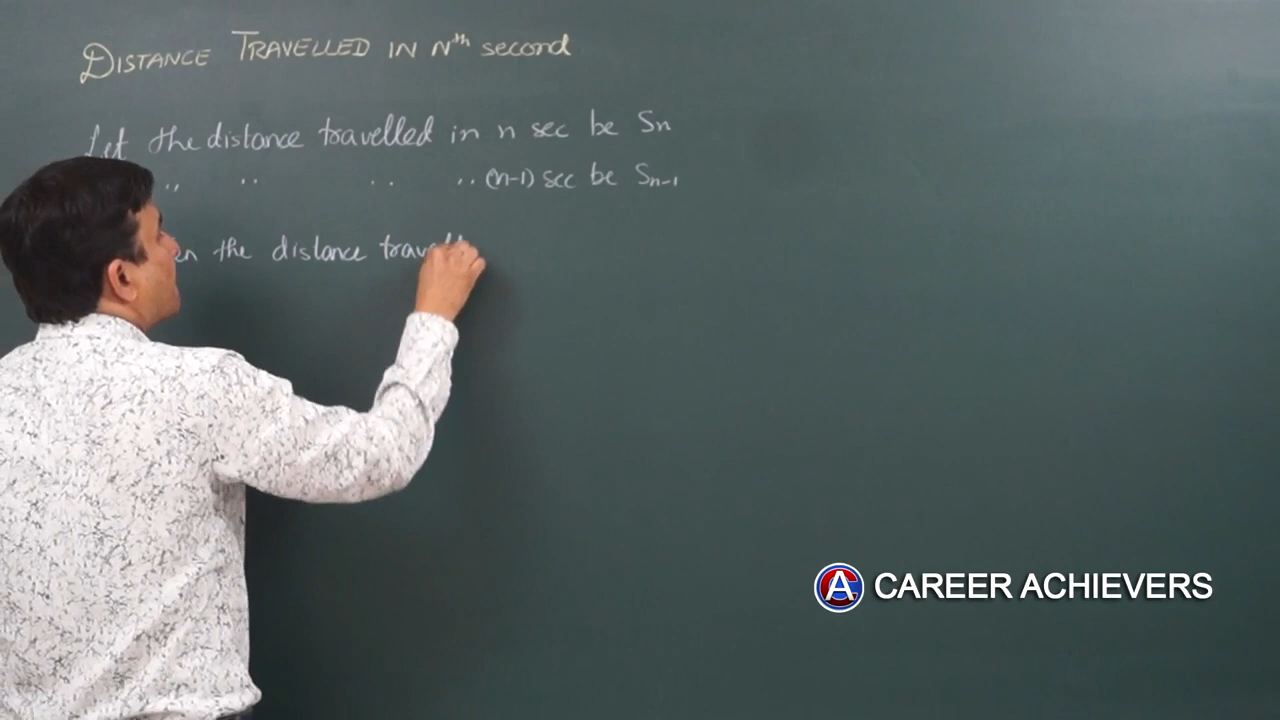 DISTANCE TRAVELLED IN Nth second
Let the distance travelled in n sec be Sn
,, ,, ,, ,, (n-1) sec be Sn-1
the distance
CAREER ACHIEVERS